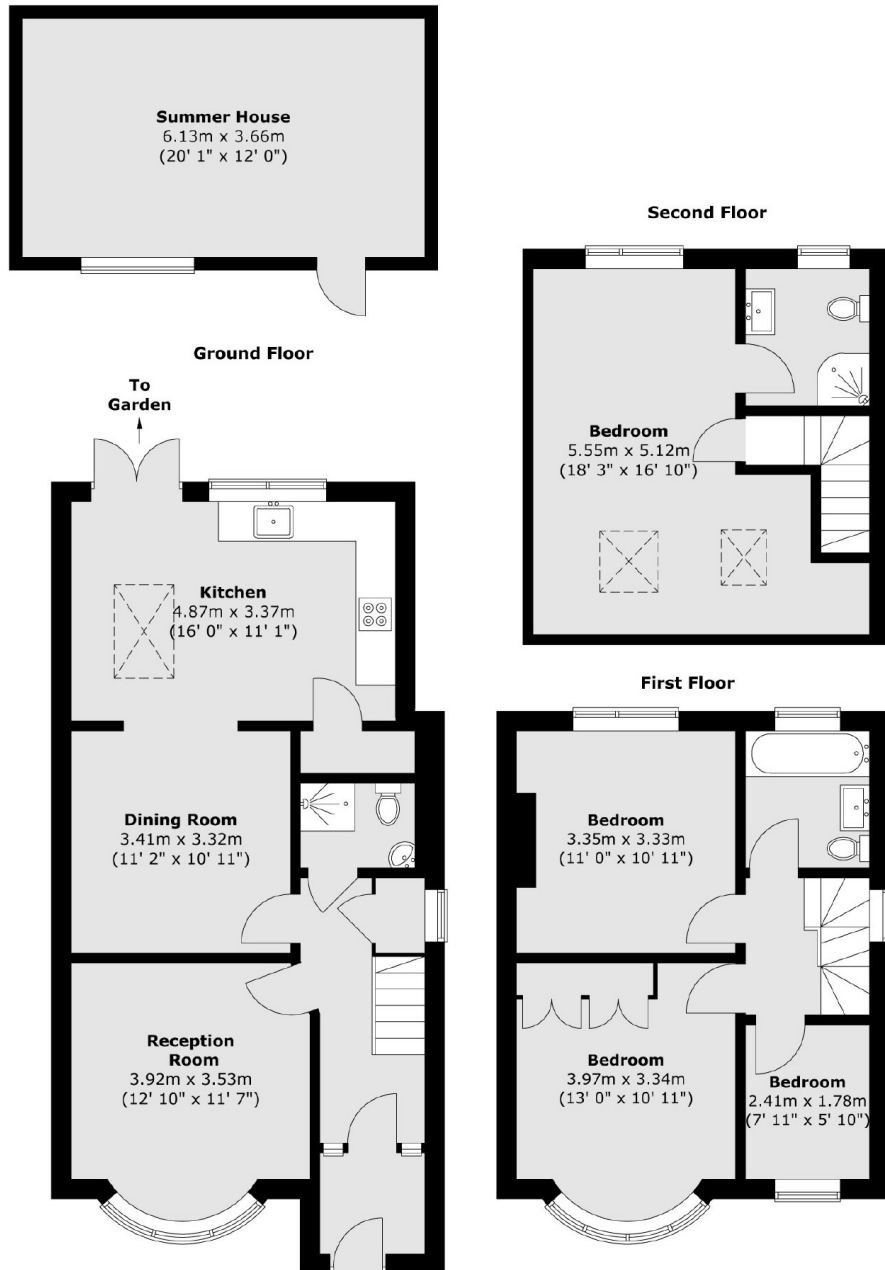 Summer House
6.13m x 3.66m
(20' 1" x 12' 0")
Ground Floor
To
Garden
Kitchen
4.87m x 3.37m
(16' 0" x 11' 1")
Dining Room
3.41m x 3.32m
(11' 2" x 10' 11")
Reception
Room
3.92m x 3.53m
(12' 10" x 11' 7")
Second Floor
Bedroom
5.55m x 5.12m
(18' 3" x 16' 10")
First Floor
Bedroom
3.35m x 3.33m
(11' 0" x 10' 11")
Bedroom
3.97m x 3.34m
(13' 0" x 10' 11")
Bedroom
2.41m x 1.78m
(7' 11" x 5' 10")